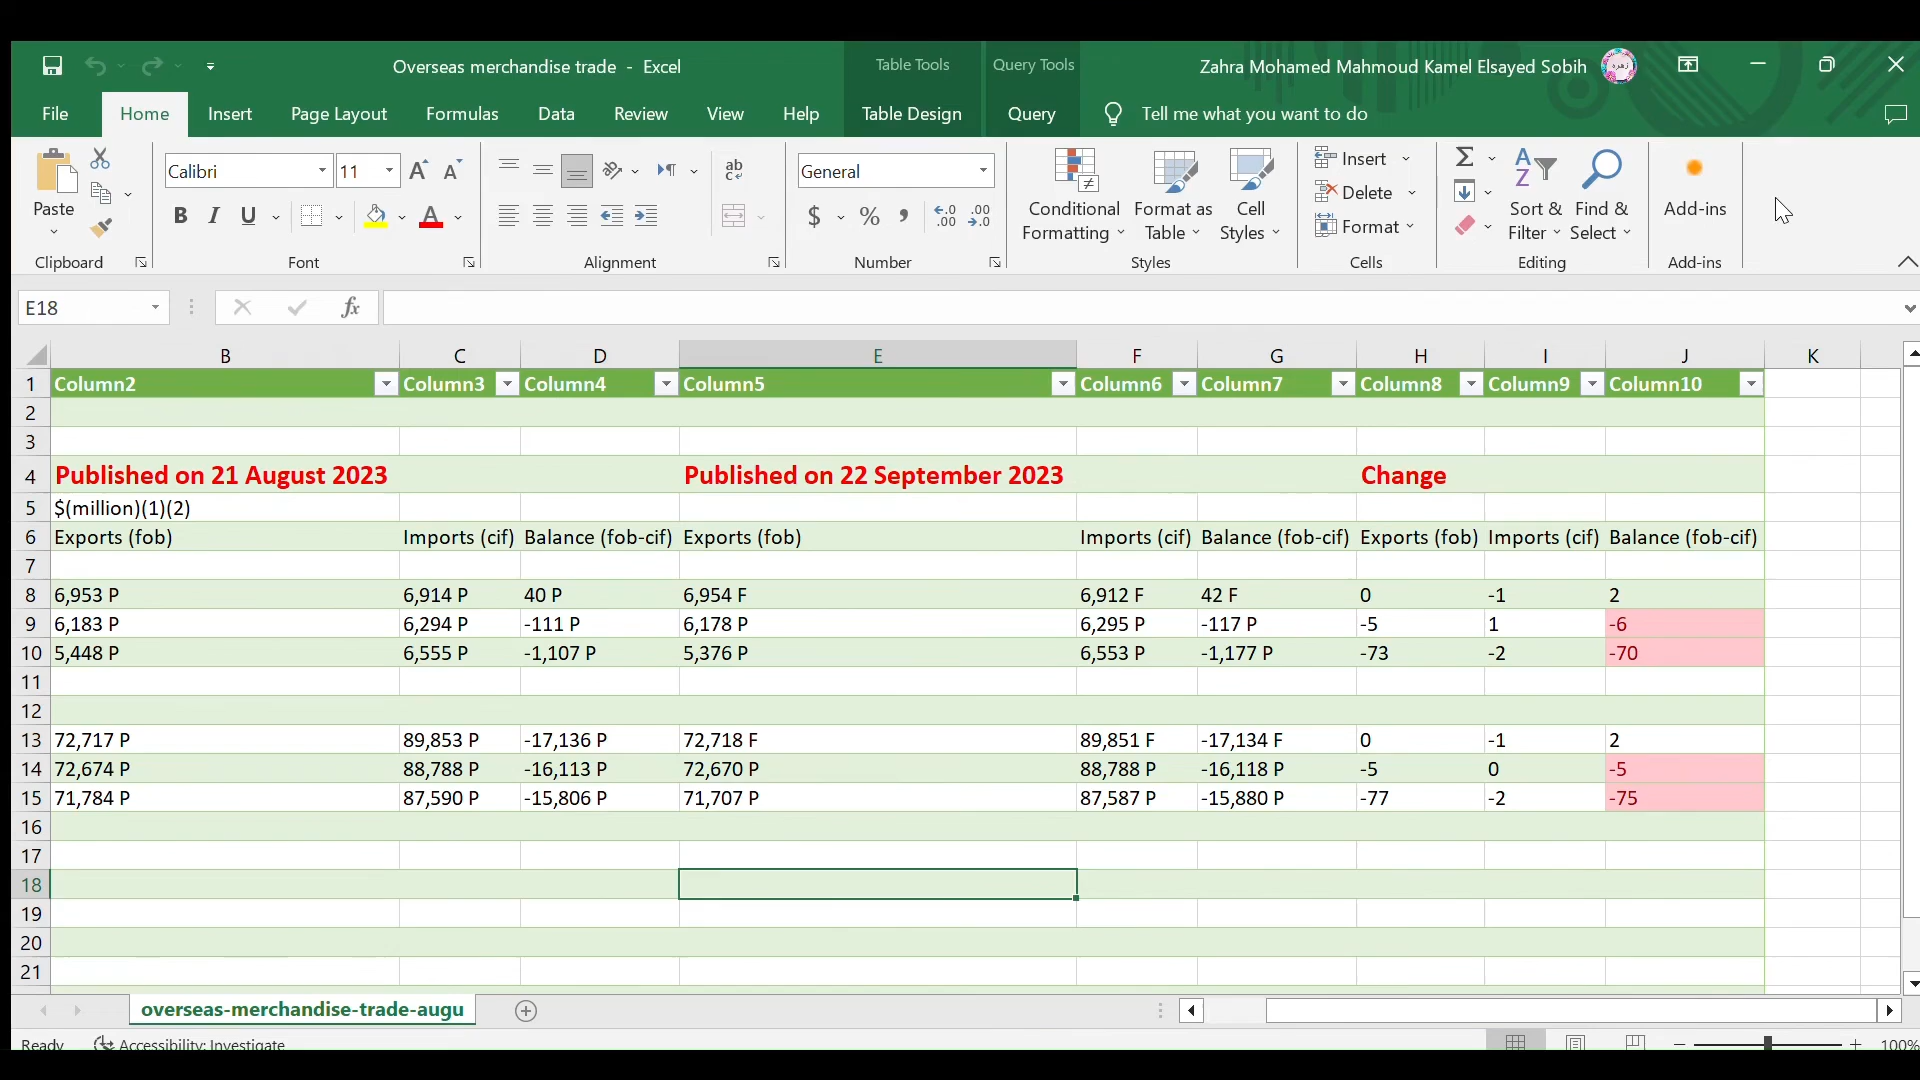 Overseas merchandise trade - Excel
Table Tools
Query Tools
Zahra Mohamed Mahmoud Kamel Elsayed Sobih
File Home Insert Page Layout Formulas Data Review View Help Table Design Query Tell me what you want to do
Paste
Clipboard
Calibri 11
B I U A
Font
ab
Alignment
General
$ % ,
Number
Conditional Formatting
Format as Table
Cell Styles
Styles
Insert
Delete
Format
Cells
Sort & Filter
Find & Select
Editing
Add-ins
Add-ins
E18 fx
B C D E F G H I J K
1 Column2 Column3 Column4 Column5 Column6 Column7 Column8 Column9 Column10
2
3
4 Published on 21 August 2023 Published on 22 September 2023 Change
5 $(million)(1)(2)
6 Exports (fob) Imports (cif) Balance (fob-cif) Exports (fob) Imports (cif) Balance (fob-cif) Exports (fob) Imports (cif) Balance (fob-cif)
7
8 6,953 P 6,914 P 40 P 6,954 F 6,912 F 42 F 0 -1 2
9 6,183 P 6,294 P -111 P 6,178 P 6,295 P -117 P -5 1 -6
10 5,448 P 6,555 P -1,107 P 5,376 P 6,553 P -1,177 P -73 -2 -70
11
12
13 72,717 P 89,853 P -17,136 P 72,718 F 89,851 F -17,134 F 0 -1 2
14 72,674 P 88,788 P -16,113 P 72,670 P 88,788 P -16,118 P -5 0 -5
15 71,784 P 87,590 P -15,806 P 71,707 P 87,587 P -15,880 P -77 -2 -75
16
17
18
19
20
21
overseas-merchandise-trade-augu
Ready Accessibility: Investigate 100%